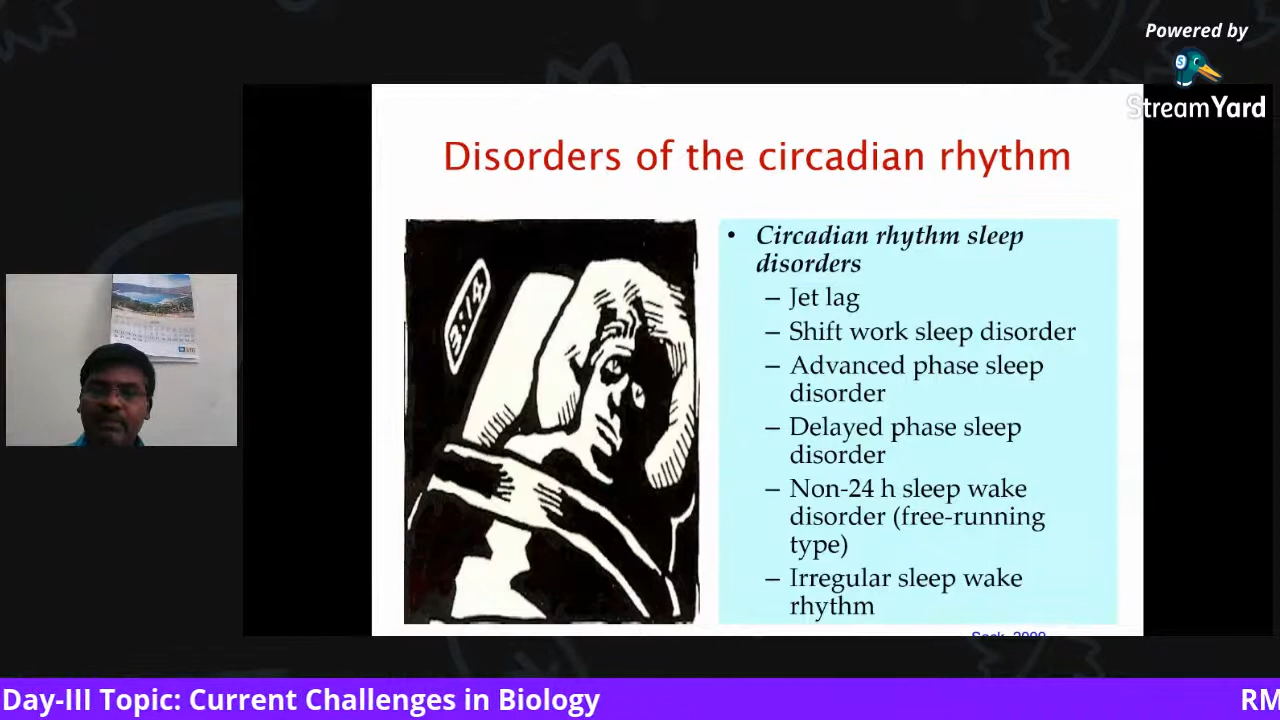 Powered by
StreamYard
Disorders of the circadian rhythm
3:14
• Circadian rhythm sleep
disorders
– Jet lag
– Shift work sleep disorder
– Advanced phase sleep
disorder
– Delayed phase sleep
disorder
– Non-24 h sleep wake
disorder (free-running
type)
– Irregular sleep wake
rhythm
Day-III Topic: Current Challenges in Biology
RM